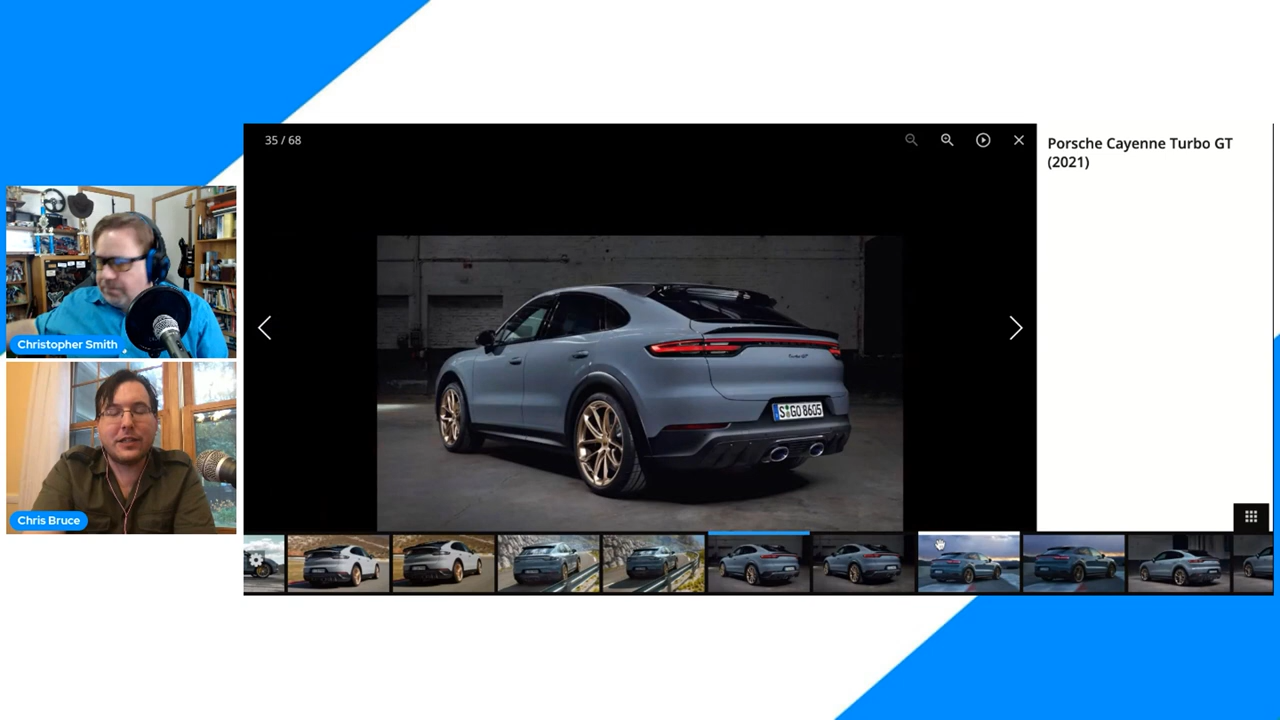 35 / 68
Porsche Cayenne Turbo GT
(2021)
Christopher Smith
Chris Bruce
S GO 8605